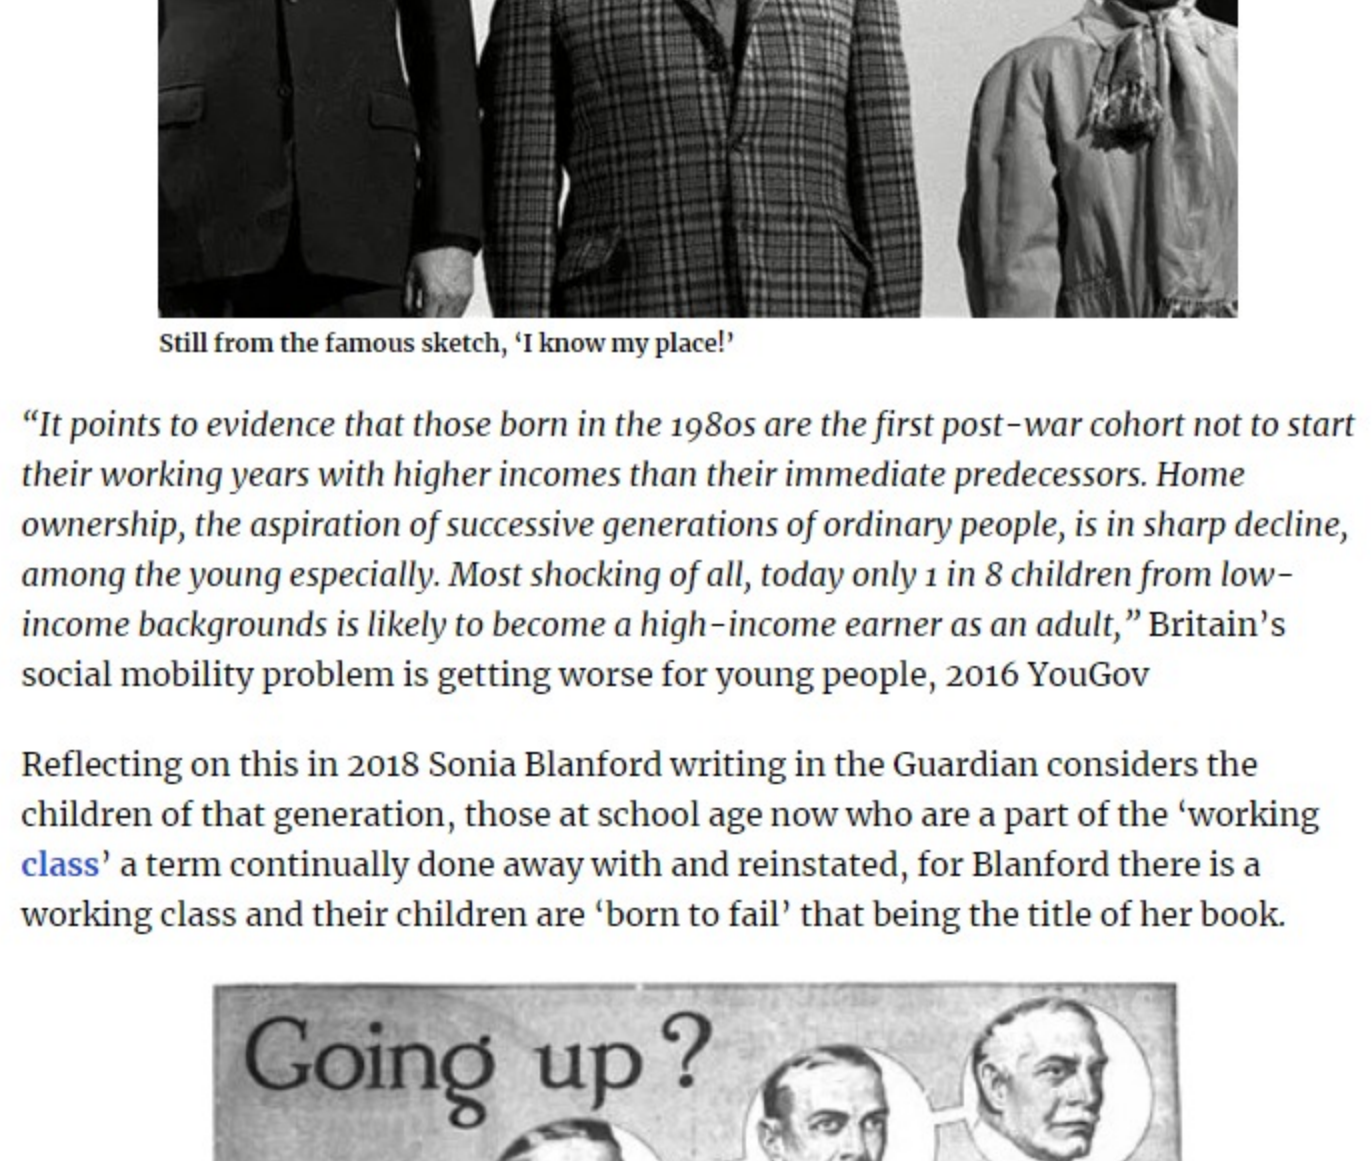 Still from the famous sketch, ‘I know my place!’
“It points to evidence that those born in the 1980s are the first post-war cohort not to start
their working years with higher incomes than their immediate predecessors. Home
ownership, the aspiration of successive generations of ordinary people, is in sharp decline,
among the young especially. Most shocking of all, today only 1 in 8 children from low-
income backgrounds is likely to become a high-income earner as an adult,” Britain’s
social mobility problem is getting worse for young people, 2016 YouGov
Reflecting on this in 2018 Sonia Blanford writing in the Guardian considers the
children of that generation, those at school age now who are a part of the ‘working
class’ a term continually done away with and reinstated, for Blanford there is a
working class and their children are ‘born to fail’ that being the title of her book.
Going up?